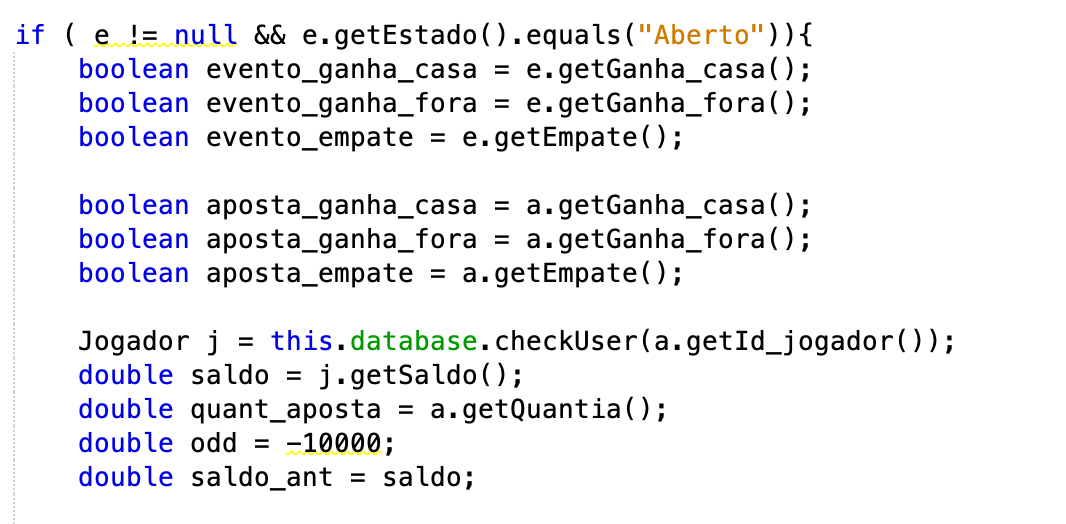 if ( e != null && e.getEstado().equals("Aberto")){
    boolean evento_ganha_casa = e.getGanha_casa();
    boolean evento_ganha_fora = e.getGanha_fora();
    boolean evento_empate = e.getEmpate();

    boolean aposta_ganha_casa = a.getGanha_casa();
    boolean aposta_ganha_fora = a.getGanha_fora();
    boolean aposta_empate = a.getEmpate();

    Jogador j = this.database.checkUser(a.getId_jogador());
    double saldo = j.getSaldo();
    double quant_aposta = a.getQuantia();
    double odd = -10000;
    double saldo_ant = saldo;